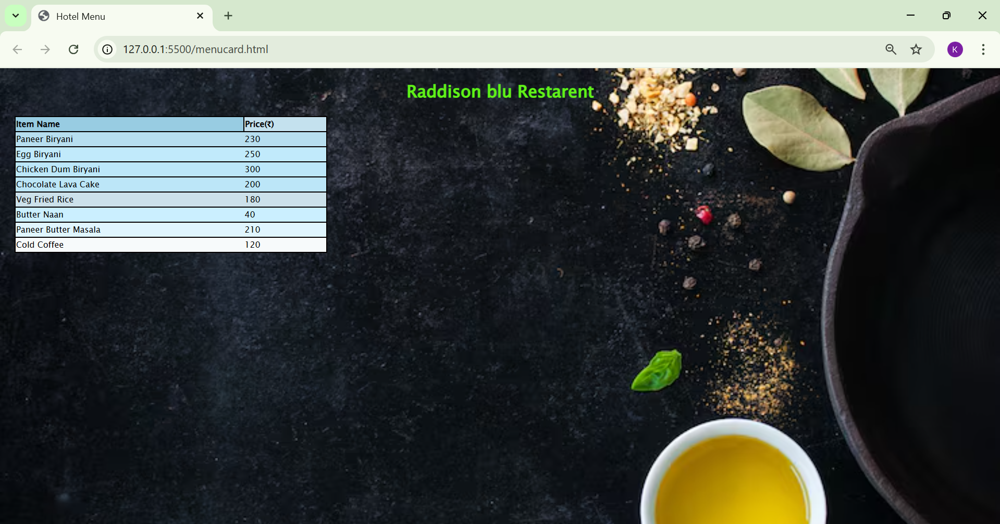 Hotel Menu
127.0.0.1:5500/menucard.html
K
Raddison blu Restarent
Item Name Price(₹)
Paneer Biryani 230
Egg Biryani 250
Chicken Dum Biryani 300
Chocolate Lava Cake 200
Veg Fried Rice 180
Butter Naan 40
Paneer Butter Masala 210
Cold Coffee 120